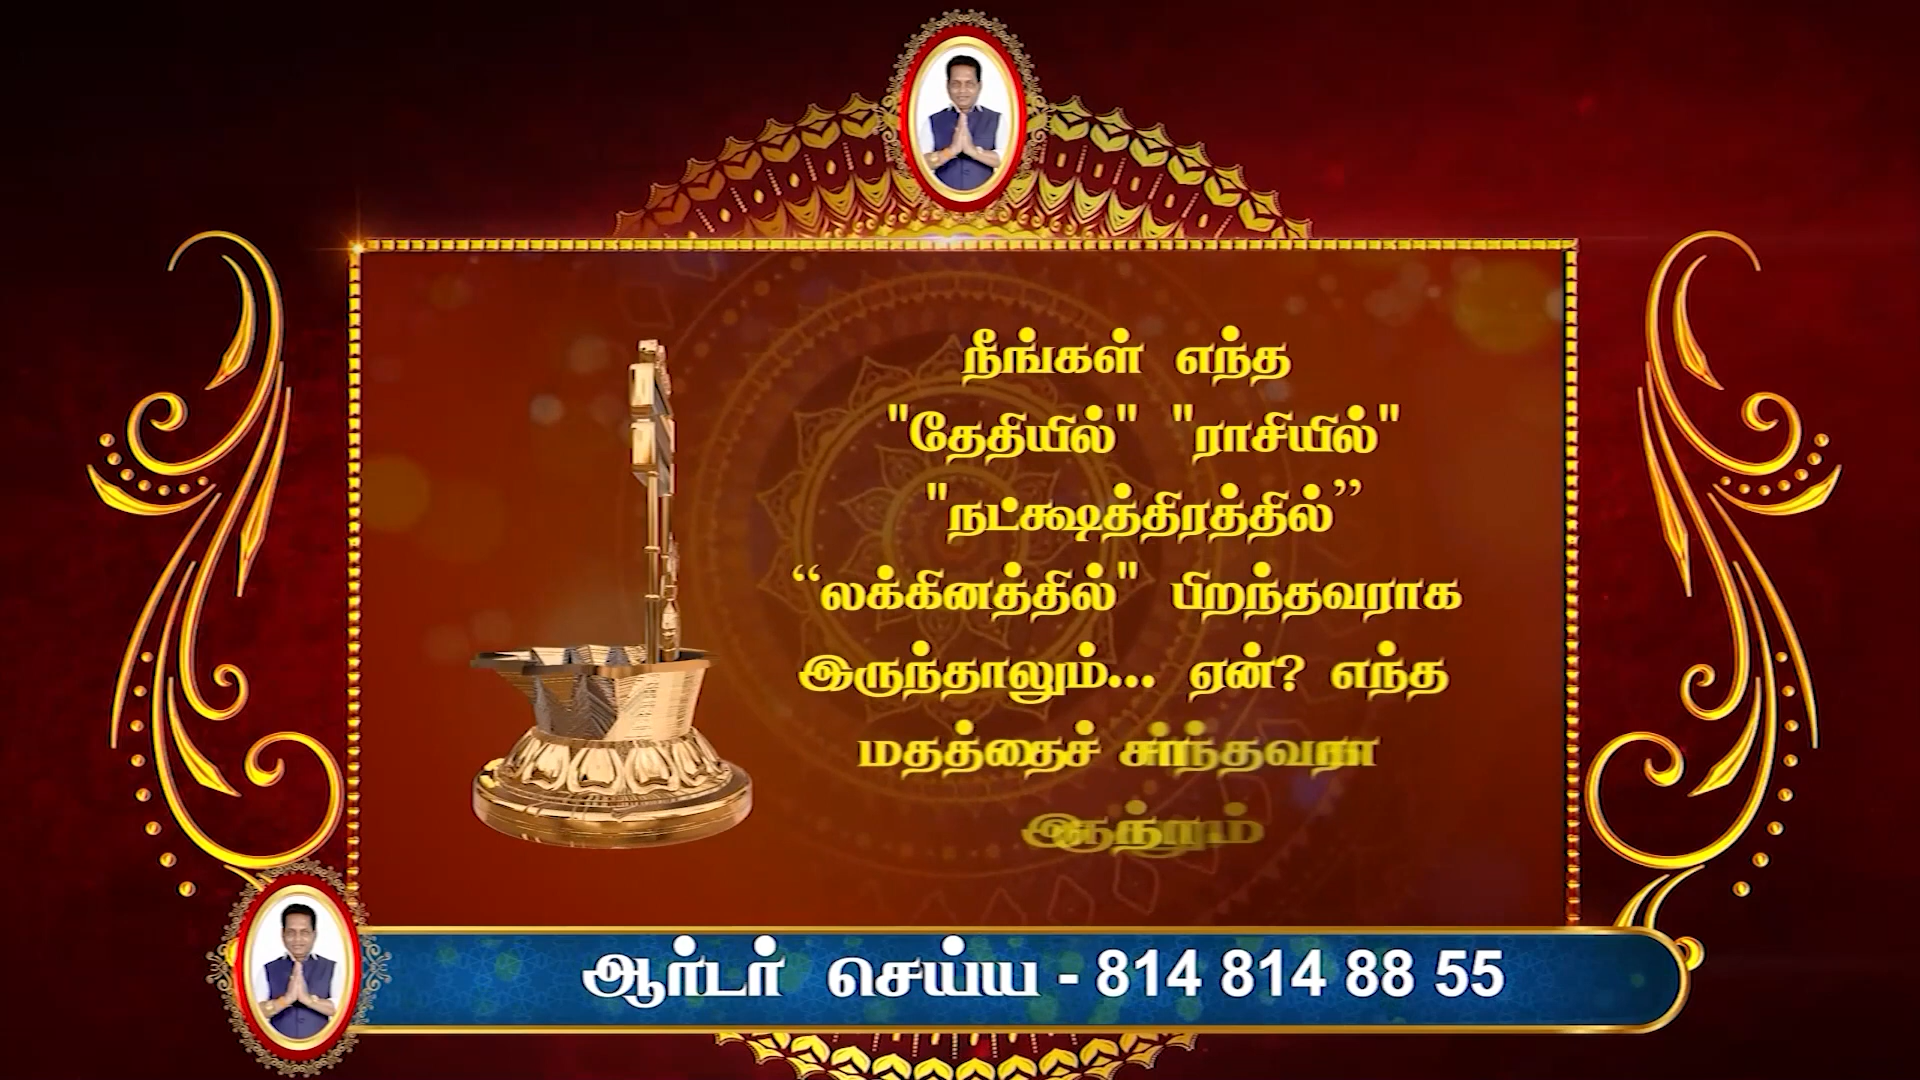 நீங்கள் எந்த
"தேதியில்" "ராசியில்"
"நட்க்ஷத்திரத்தில்”
“லக்கினத்தில்" பிறந்தவராக
இருந்தாலும்... ஏன்? எந்த
மதத்தைச்
ஆர்டர் செய்ய - 814 814 88 55